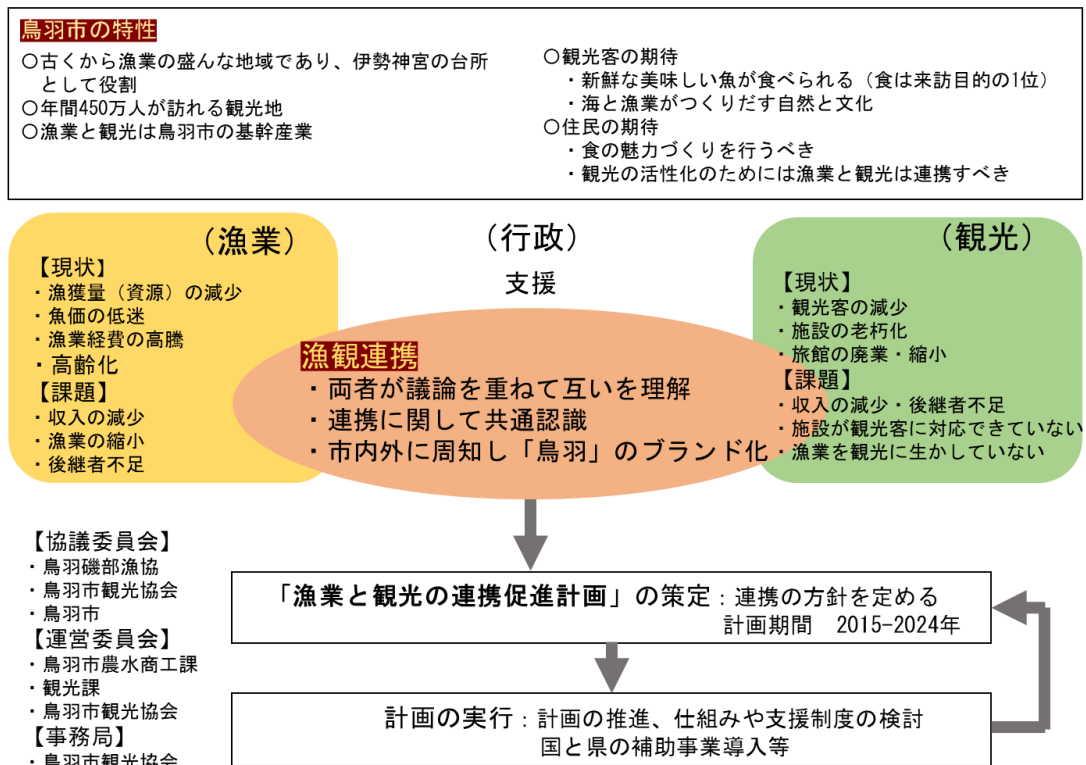 鳥羽市の特性
○古くから漁業の盛んな地域であり、伊勢神宮の台所
として役割
○年間450万人が訪れる観光地
○漁業と観光は鳥羽市の基幹産業
○観光客の期待
・新鮮な美味しい魚が食べられる（食は来訪目的の1位）
・海と漁業がつくりだす自然と文化
○住民の期待
・食の魅力づくりを行うべき
・観光の活性化のためには漁業と観光は連携すべき
（漁業）
【現状】
・漁獲量（資源）の減少
・魚価の低迷
・漁業経費の高騰
・高齢化
【課題】
・収入の減少
・漁業の縮小
・後継者不足
（行政）
支援
漁観連携
・両者が議論を重ねて互いを理解
・連携に関して共通認識
・市内外に周知し「鳥羽」のブランド化
（観光）
【現状】
・観光客の減少
・施設の老朽化
・旅館の廃業・縮小
【課題】
・収入の減少・後継者不足
・施設が観光客に対応できていない
・漁業を観光に生かしていない
【協議委員会】
・鳥羽磯部漁協
・鳥羽市観光協会
・鳥羽市
【運営委員会】
・鳥羽市農水商工課
・観光課
・鳥羽市観光協会
【事務局】
・鳥羽市観光協会
「漁業と観光の連携促進計画」の策定：連携の方針を定める
計画期間　2015-2024年
計画の実行：計画の推進、仕組みや支援制度の検討
国と県の補助事業導入等